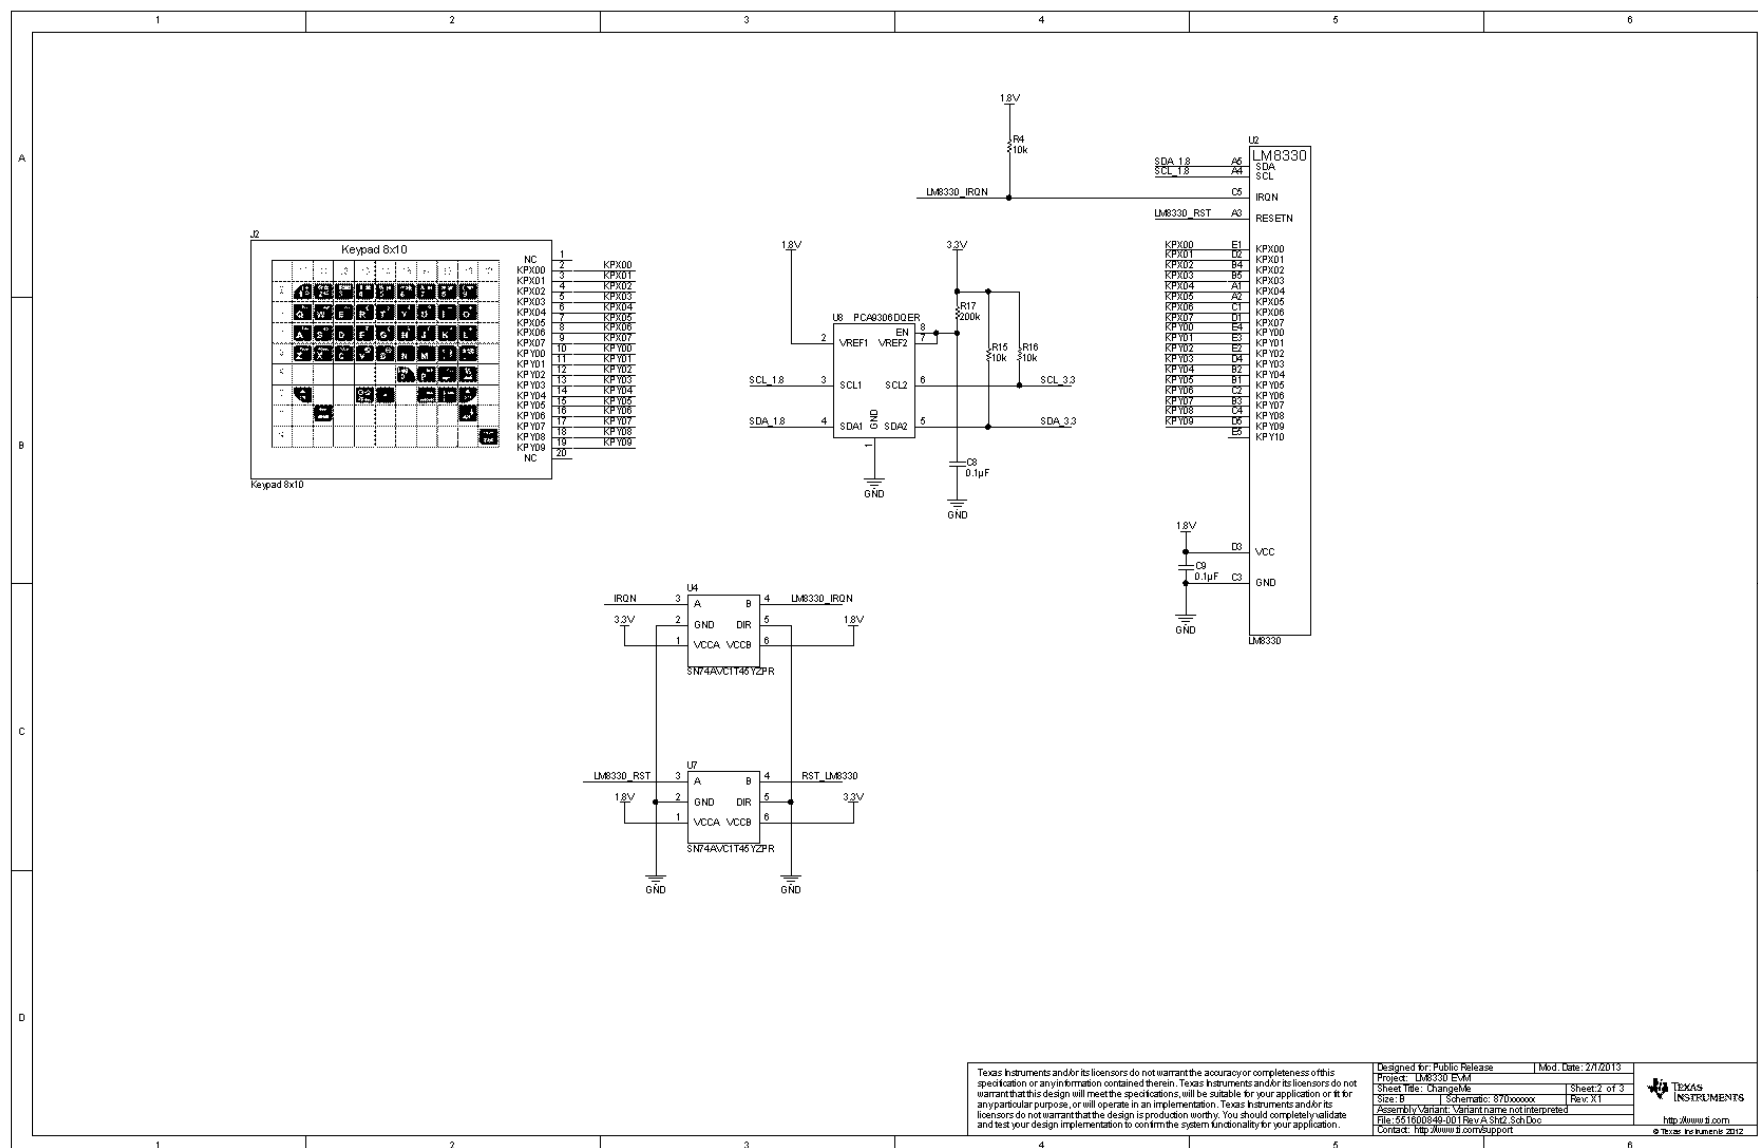 1 2 3 4 5 6
A
B
C
D
J2
Keypad 8x10
NC 1
KPX00 2 KPX00
KPX01 3 KPX01
KPX02 4 KPX02
KPX03 5 KPX03
KPX04 6 KPX04
KPX05 7 KPX05
KPX06 8 KPX06
KPX07 9 KPX07
KPY00 10 KPY00
KPY01 11 KPY01
KPY02 12 KPY02
KPY03 13 KPY03
KPY04 14 KPY04
KPY05 15 KPY05
KPY06 16 KPY06
KPY07 17 KPY07
KPY08 18 KPY08
KPY09 19 KPY09
NC 20
Q W E R T Y U I O
A S D F G H J K L
Z X C V B N M
P
Keypad 8x10
1.8V
R4
10k
LM8330_IRQN
1.8V
3.3V
R17
200k
R15
10k
R16
10k
U8 PCA9306DQER
EN 8
2 VREF1 VREF2 7
SCL_1.8 3 SCL1 SCL2 6 SCL_3.3
SDA_1.8 4 SDA1 GND SDA2 5 SDA_3.3
1
GND
C8
0.1µF
GND
U2
LM8330
SDA_1.8 A5 SDA
SCL_1.8 A4 SCL
C5 IRQN
LM8330_RST A3 RESETN
KPX00 E1 KPX00
KPX01 D2 KPX01
KPX02 B4 KPX02
KPX03 B5 KPX03
KPX04 A1 KPX04
KPX05 A2 KPX05
KPX06 C1 KPX06
KPX07 D1 KPX07
KPY00 E4 KPY00
KPY01 E3 KPY01
KPY02 E2 KPY02
KPY03 D4 KPY03
KPY04 B2 KPY04
KPY05 B1 KPY05
KPY06 C2 KPY06
KPY07 B3 KPY07
KPY08 C4 KPY08
KPY09 D5 KPY09
E5 KPY10
1.8V
D3 VCC
C9
0.1µF
C3 GND
GND
LM8330
U4
IRQN 3 A B 4 LM8330_IRQN
3.3V 2 GND DIR 5 1.8V
1 VCCA VCCB 6
SN74AVC1T45YZPR
U7
LM8330_RST 3 A B 4 RST_LM8330
1.8V 2 GND DIR 5 3.3V
1 VCCA VCCB 6
SN74AVC1T45YZPR
GND GND
Texas Instruments and/or its licensors do not warrant the accuracy or completeness of this
specification or any information contained therein. Texas Instruments and/or its licensors do not
warrant that this design will meet the specifications, will be suitable for your application or fit for
any particular purpose, or will operate in an implementation. Texas Instruments and/or its
licensors do not warrant that the design is production worthy. You should completely validate
and test your design implementation to confirm the system functionality for your application.
Designed for: Public Release Mod. Date: 2/1/2013
Project: LM8330 EVM
Sheet Title: ChangeMe Sheet:2 of 3
Size: B Schematic: 870xxxxxx Rev: X1
Assembly Variant: Variant name not interpreted
File:551600849-001 Rev A Sht2.SchDoc
Contact: http://www.ti.com/support
TEXAS
INSTRUMENTS
http://www.ti.com
© Texas Instruments 2012
1 2 3 4 5 6